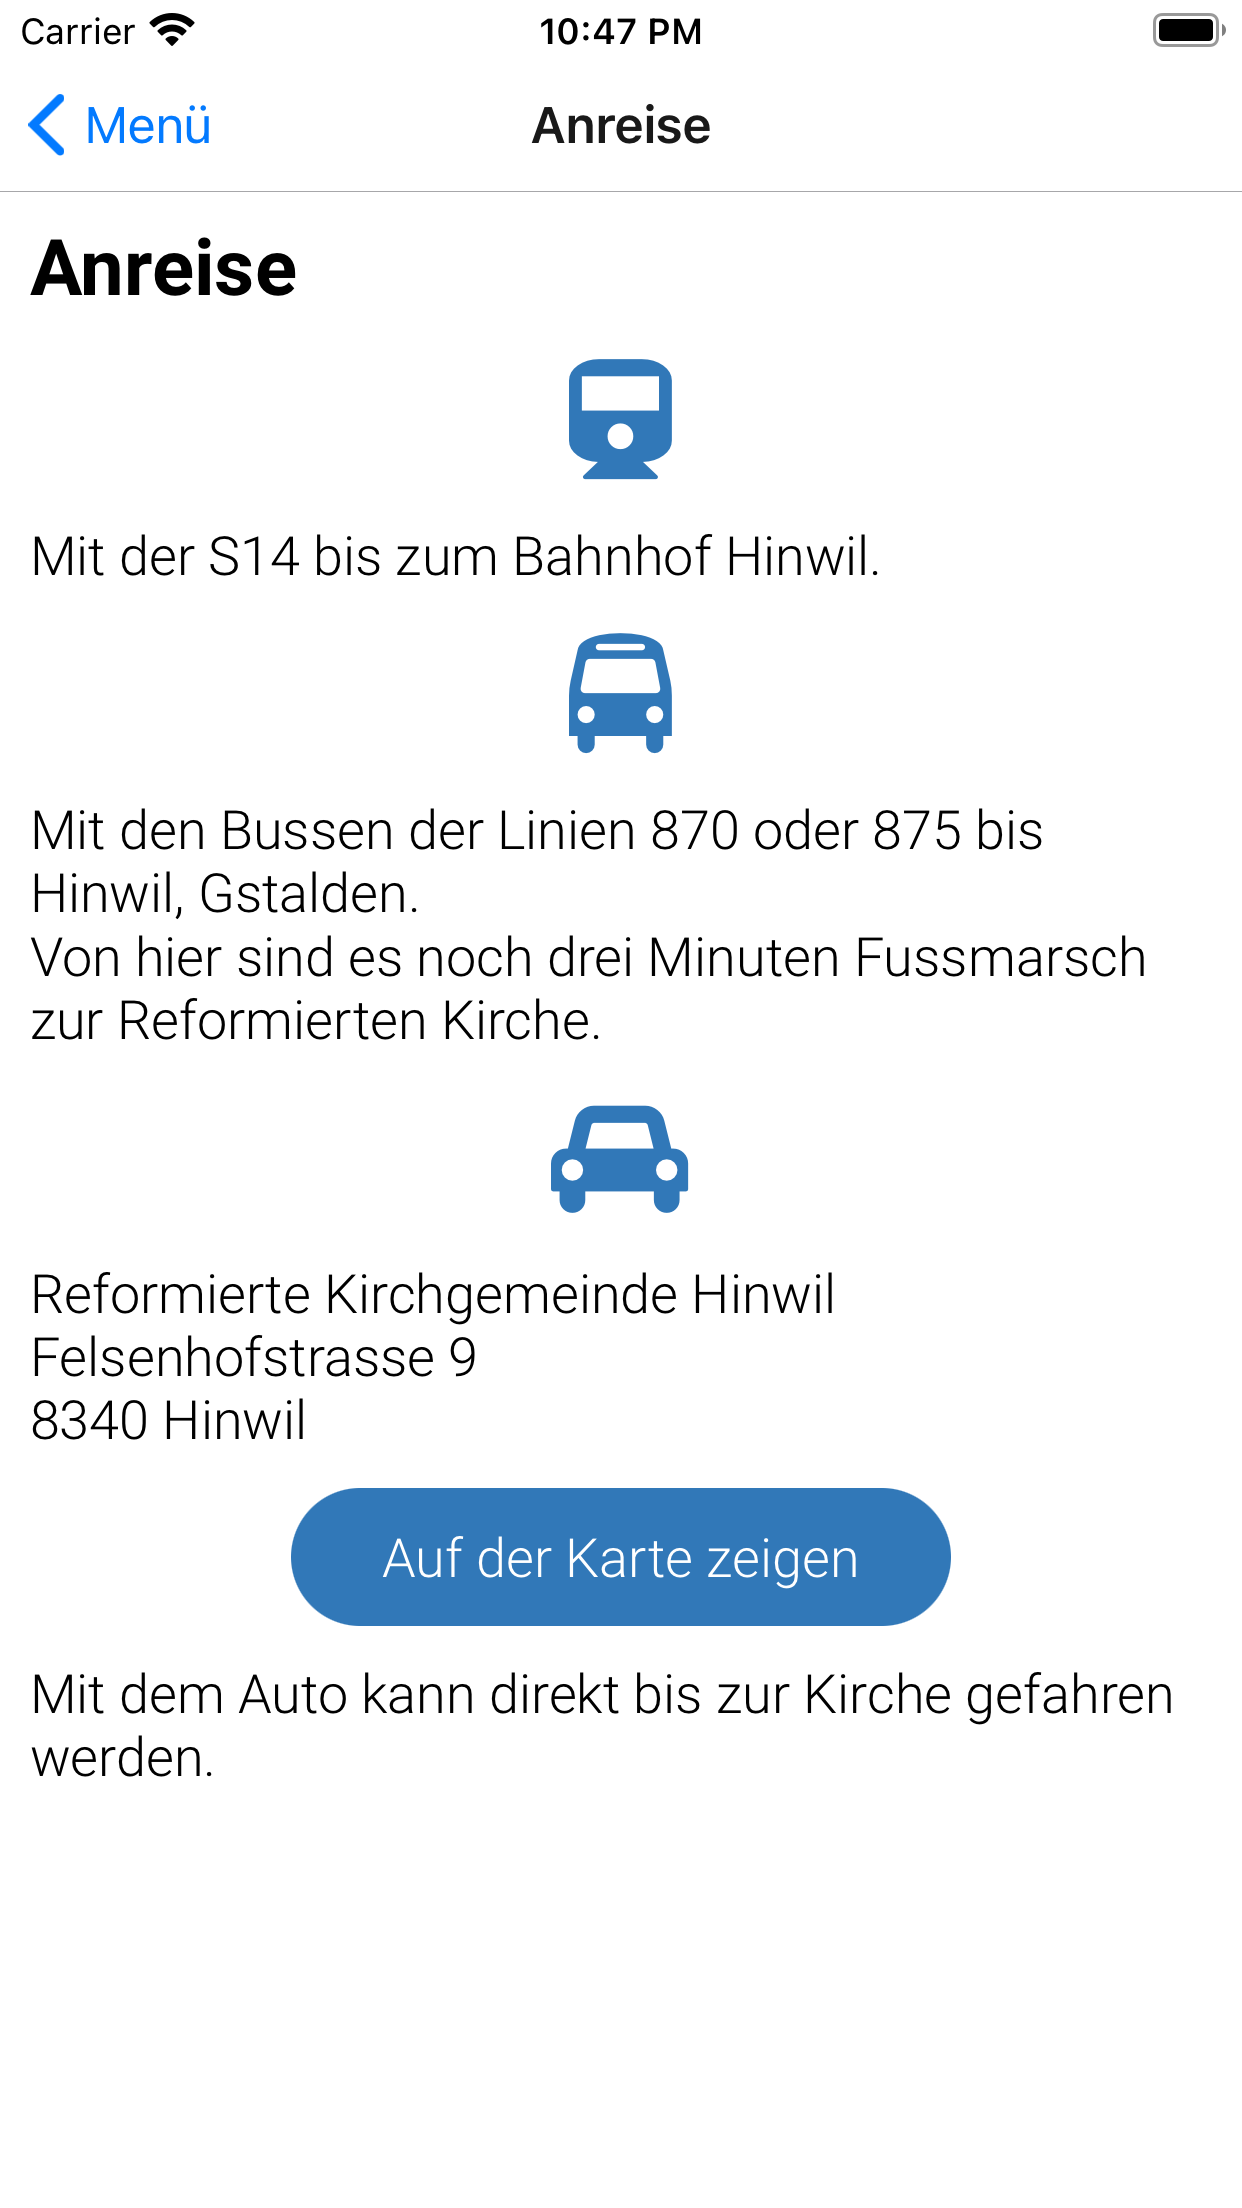 Carrier 10:47 PM
Menü Anreise
Anreise
Mit der S14 bis zum Bahnhof Hinwil.
Mit den Bussen der Linien 870 oder 875 bis
Hinwil, Gstalden.
Von hier sind es noch drei Minuten Fussmarsch
zur Reformierten Kirche.
Reformierte Kirchgemeinde Hinwil
Felsenhofstrasse 9
8340 Hinwil
Auf der Karte zeigen
Mit dem Auto kann direkt bis zur Kirche gefahren
werden.